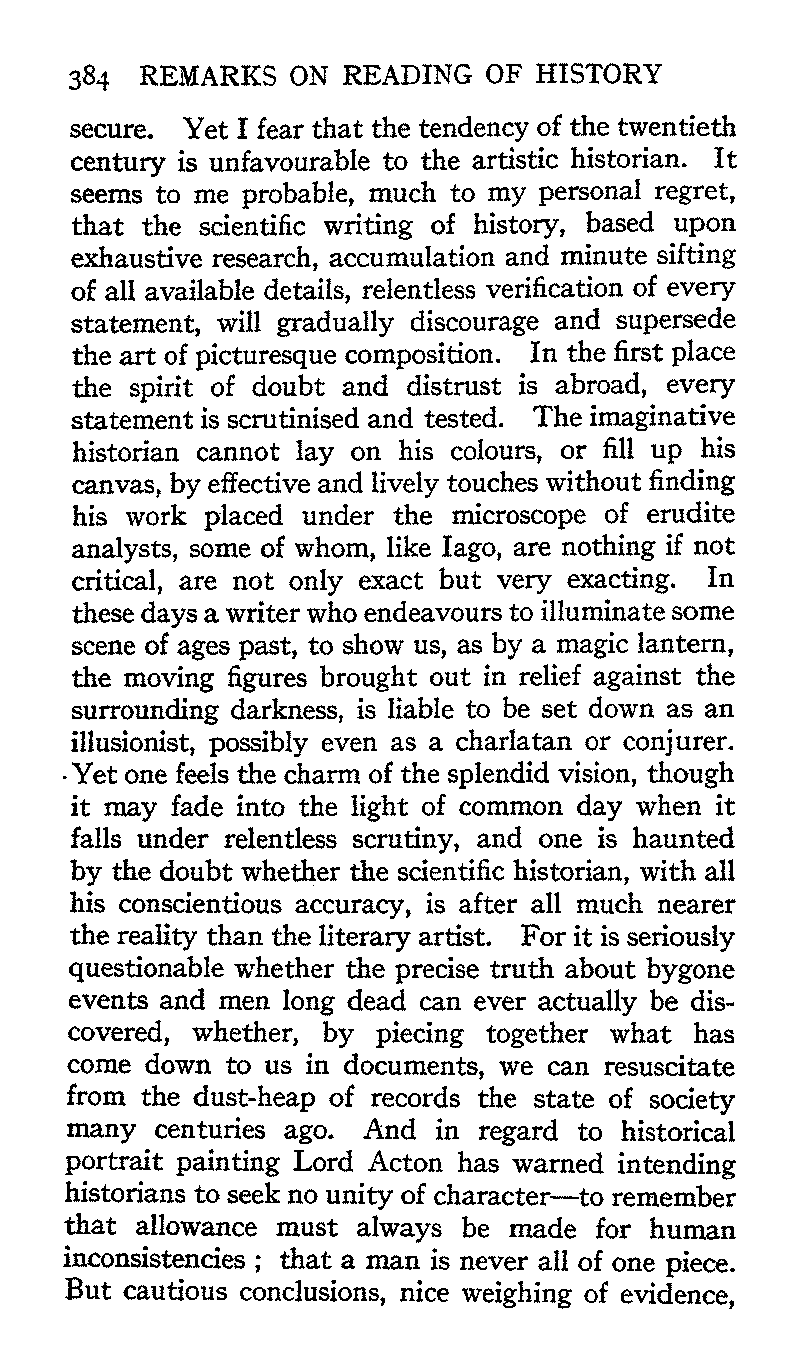 384 REMARKS ON READING OF HISTORY
secure. Yet I fear that the tendency of the twentieth
century is unfavourable to the artistic historian. It
seems to me probable, much to my personal regret,
that the scientific writing of history, based upon
exhaustive research, accumulation and minute sifting
of all available details, relentless verification of every
statement, will gradually discourage and supersede
the art of picturesque composition. In the first place
the spirit of doubt and distrust is abroad, every
statement is scrutinised and tested. The imaginative
historian cannot lay on his colours, or fill up his
canvas, by effective and lively touches without finding
his work placed under the microscope of erudite
analysts, some of whom, like Iago, are nothing if not
critical, are not only exact but very exacting. In
these days a writer who endeavours to illuminate some
scene of ages past, to show us, as by a magic lantern,
the moving figures brought out in relief against the
surrounding darkness, is liable to be set down as an
illusionist, possibly even as a charlatan or conjurer.
Yet one feels the charm of the splendid vision, though
it may fade into the light of common day when it
falls under relentless scrutiny, and one is haunted
by the doubt whether the scientific historian, with all
his conscientious accuracy, is after all much nearer
the reality than the literary artist. For it is seriously
questionable whether the precise truth about bygone
events and men long dead can ever actually be dis-
covered, whether, by piecing together what has
come down to us in documents, we can resuscitate
from the dust-heap of records the state of society
many centuries ago. And in regard to historical
portrait painting Lord Acton has warned intending
historians to seek no unity of character—to remember
that allowance must always be made for human
inconsistencies ; that a man is never all of one piece.
But cautious conclusions, nice weighing of evidence,